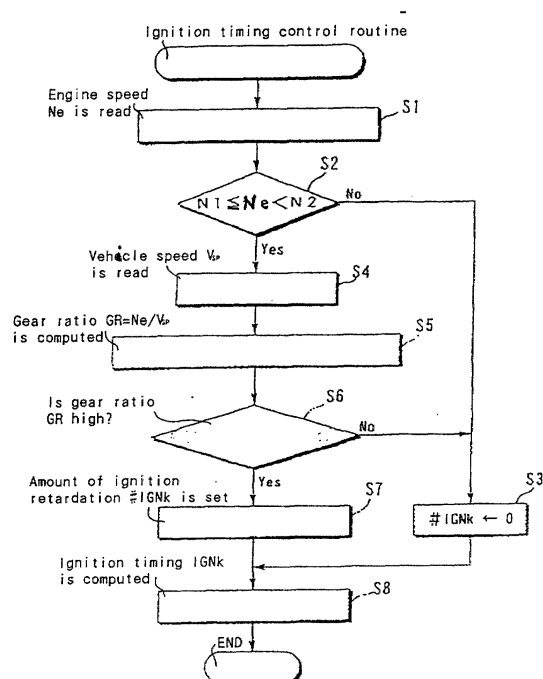 Ignition timing control routine
Engine speed
Ne is read
S1
S2
N1≦Ne<N2
No
Yes
Vehicle speed VSP
is read
S4
Gear ratio GR=Ne/VSP
is computed
S5
Is gear ratio
GR high?
S6
No
Yes
Amount of ignition
retardation #IGNk is set
S7
S3
#IGNk ← 0
Ignition timing IGNk
is computed
S8
END